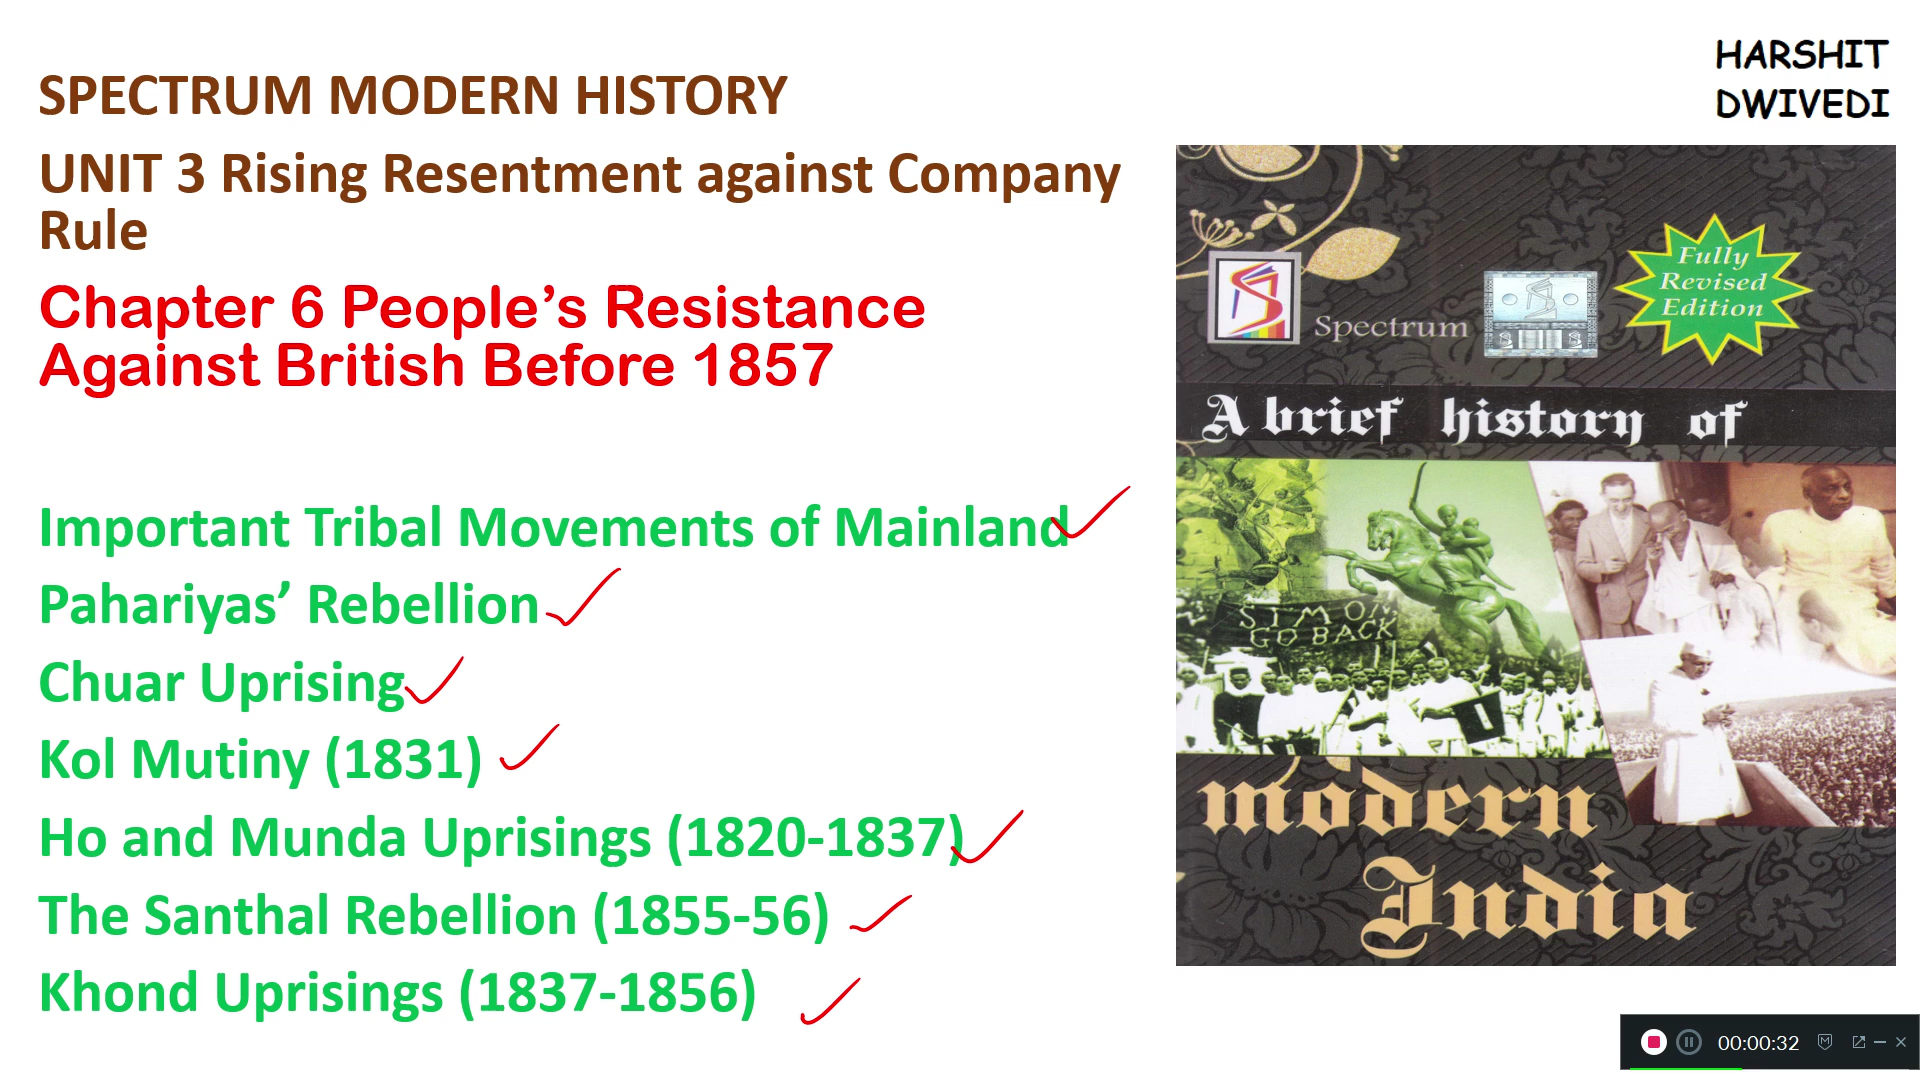 SPECTRUM MODERN HISTORY
UNIT 3 Rising Resentment against Company
Rule
Chapter 6 People’s Resistance
Against British Before 1857
Important Tribal Movements of Mainland
Pahariyas’ Rebellion
Chuar Uprising
Kol Mutiny (1831)
Ho and Munda Uprisings (1820-1837)
The Santhal Rebellion (1855-56)
Khond Uprisings (1837-1856)
HARSHIT
DWIVEDI
Fully
Revised
Edition
Spectrum
A brief history of
SIMON
GO BACK
modern
India
00:00:32